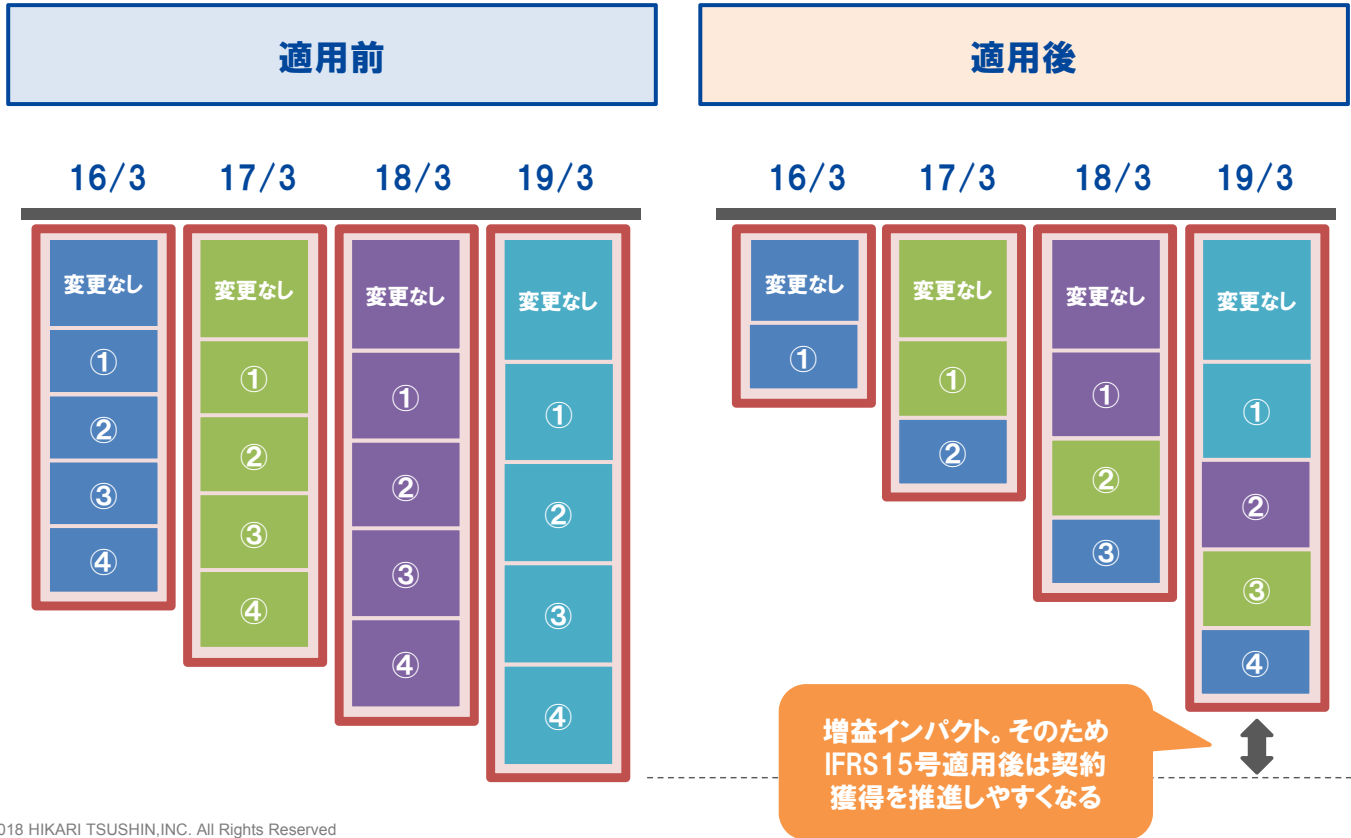 適用前
16/3 17/3 18/3 19/3
変更なし 変更なし 変更なし 変更なし
① ① ① ①
② ② ② ②
③ ③ ③ ③
④ ④ ④ ④
適用後
16/3 17/3 18/3 19/3
変更なし 変更なし 変更なし 変更なし
① ① ① ①
② ② ②
③ ③
④
増益インパクト。そのため
IFRS15号適用後は契約
獲得を推進しやすくなる
018 HIKARI TSUSHIN,INC. All Rights Reserved